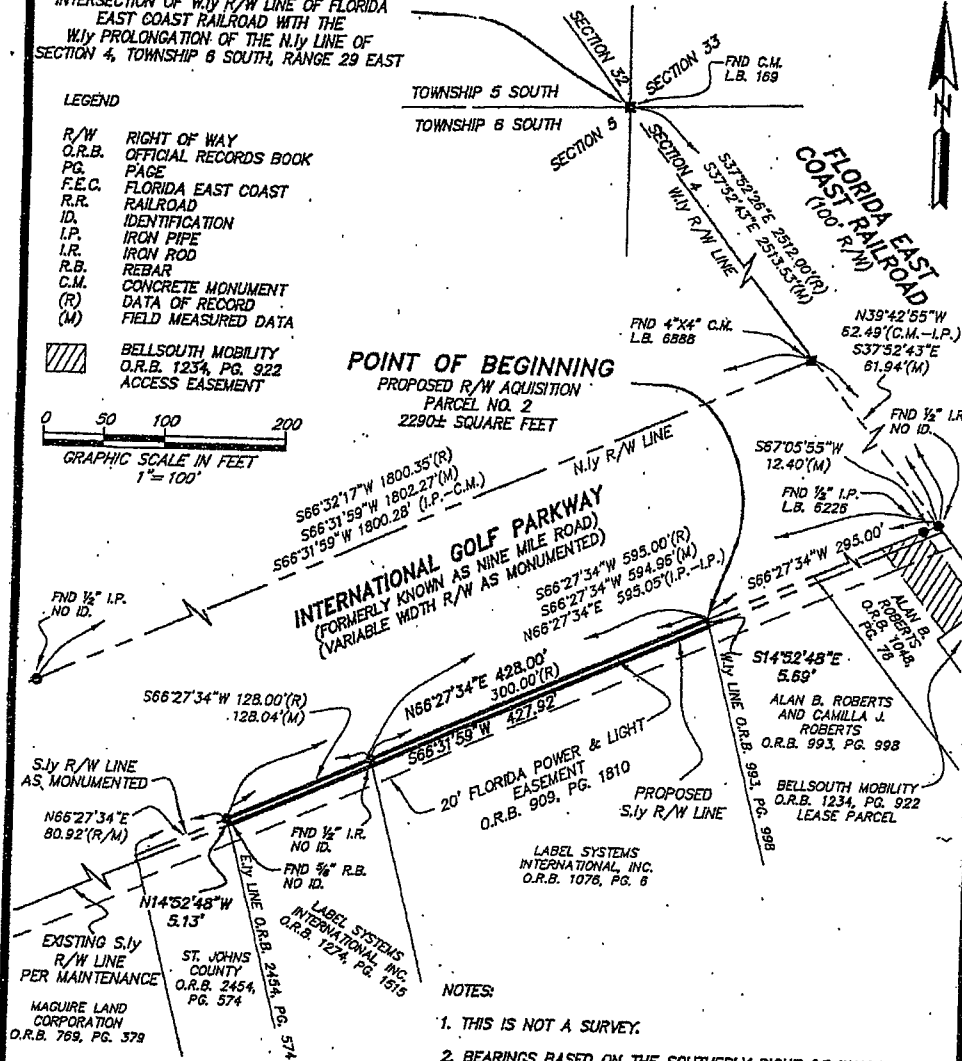 INTERSECTION OF W.ly R/W LINE OF FLORIDA
EAST COAST RAILROAD WITH THE
W.ly PROLONGATION OF THE N.ly LINE OF
SECTION 4, TOWNSHIP 6 SOUTH, RANGE 29 EAST
SECTION 32
SECTION 33
FND C.M.
L.B. 169
TOWNSHIP 5 SOUTH
TOWNSHIP 6 SOUTH
SECTION 5
SECTION 4
N
LEGEND
R/W RIGHT OF WAY
O.R.B. OFFICIAL RECORDS BOOK
PG. PAGE
F.E.C. FLORIDA EAST COAST
R.R. RAILROAD
ID. IDENTIFICATION
I.P. IRON PIPE
I.R. IRON ROD
R.B. REBAR
C.M. CONCRETE MONUMENT
(R) DATA OF RECORD
(M) FIELD MEASURED DATA
BELLSOUTH MOBILITY
O.R.B. 1234, PG. 922
ACCESS EASEMENT
0 50 100 200
GRAPHIC SCALE IN FEET
1"= 100'
S37°52'26"E 2512.00'(R)
S37°52'43"E 2513.53'(M)
W.ly R/W LINE
FLORIDA EAST
COAST RAILROAD
(100' R/W)
N39°42'55"W
62.49'(C.M.-I.P.)
S37°52'43"E
61.94'(M)
FND 4"X4" C.M.
L.B. 6888
FND ½" I.R.
NO ID.
POINT OF BEGINNING
PROPOSED R/W AQUISITION
PARCEL NO. 2
2290± SQUARE FEET
S67°05'55"W
12.40'(M)
FND ½" I.P.
L.B. 6226
N.ly R/W LINE
S66°32'17"W 1800.35'(R)
S66°31'59"W 1802.27'(M)
S66°31'59"W 1800.28' (I.P.-C.M.)
INTERNATIONAL GOLF PARKWAY
(FORMERLY KNOWN AS NINE MILE ROAD)
(VARIABLE WIDTH R/W AS MONUMENTED)
S66°27'34"W 595.00'(R)
S66°27'34"W 594.96'(M)
N66°27'34"E 595.05'(I.P.-I.P.)
S66°27'34"W 295.00'
FND ½" I.P.
NO ID.
ALAN B.
ROBERTS
O.R.B. 1048,
PG. 78
S14°52'48"E
5.69'
W.ly LINE O.R.B. 993, PG. 998
ALAN B. ROBERTS
AND CAMILLA J.
ROBERTS
O.R.B. 993, PG. 998
BELLSOUTH MOBILITY
O.R.B. 1234, PG. 922
LEASE PARCEL
S66°27'34"W 128.00'(R)
128.04'(M)
N66°27'34"E 428.00'
300.00'(R)
S66°31'59"W 427.92'
20' FLORIDA POWER & LIGHT
EASEMENT
O.R.B. 909, PG. 1810
PROPOSED
S.ly R/W LINE
S.ly R/W LINE
AS MONUMENTED
N66°27'34"E
80.92'(R/M)
FND ½" I.R.
NO ID.
FND ⅝" R.B.
NO ID.
LABEL SYSTEMS
INTERNATIONAL, INC.
O.R.B. 1076, PG. 6
N14°52'48"W
5.13'
E.ly LINE O.R.B. 2454, PG. 574
LABEL SYSTEMS
INTERNATIONAL, INC.
O.R.B. 1274, PG. 1515
EXISTING S.ly
R/W LINE
PER MAINTENANCE
ST. JOHNS
COUNTY
O.R.B. 2454,
PG. 574
MAGUIRE LAND
CORPORATION
O.R.B. 769, PG. 379
NOTES:
1. THIS IS NOT A SURVEY.